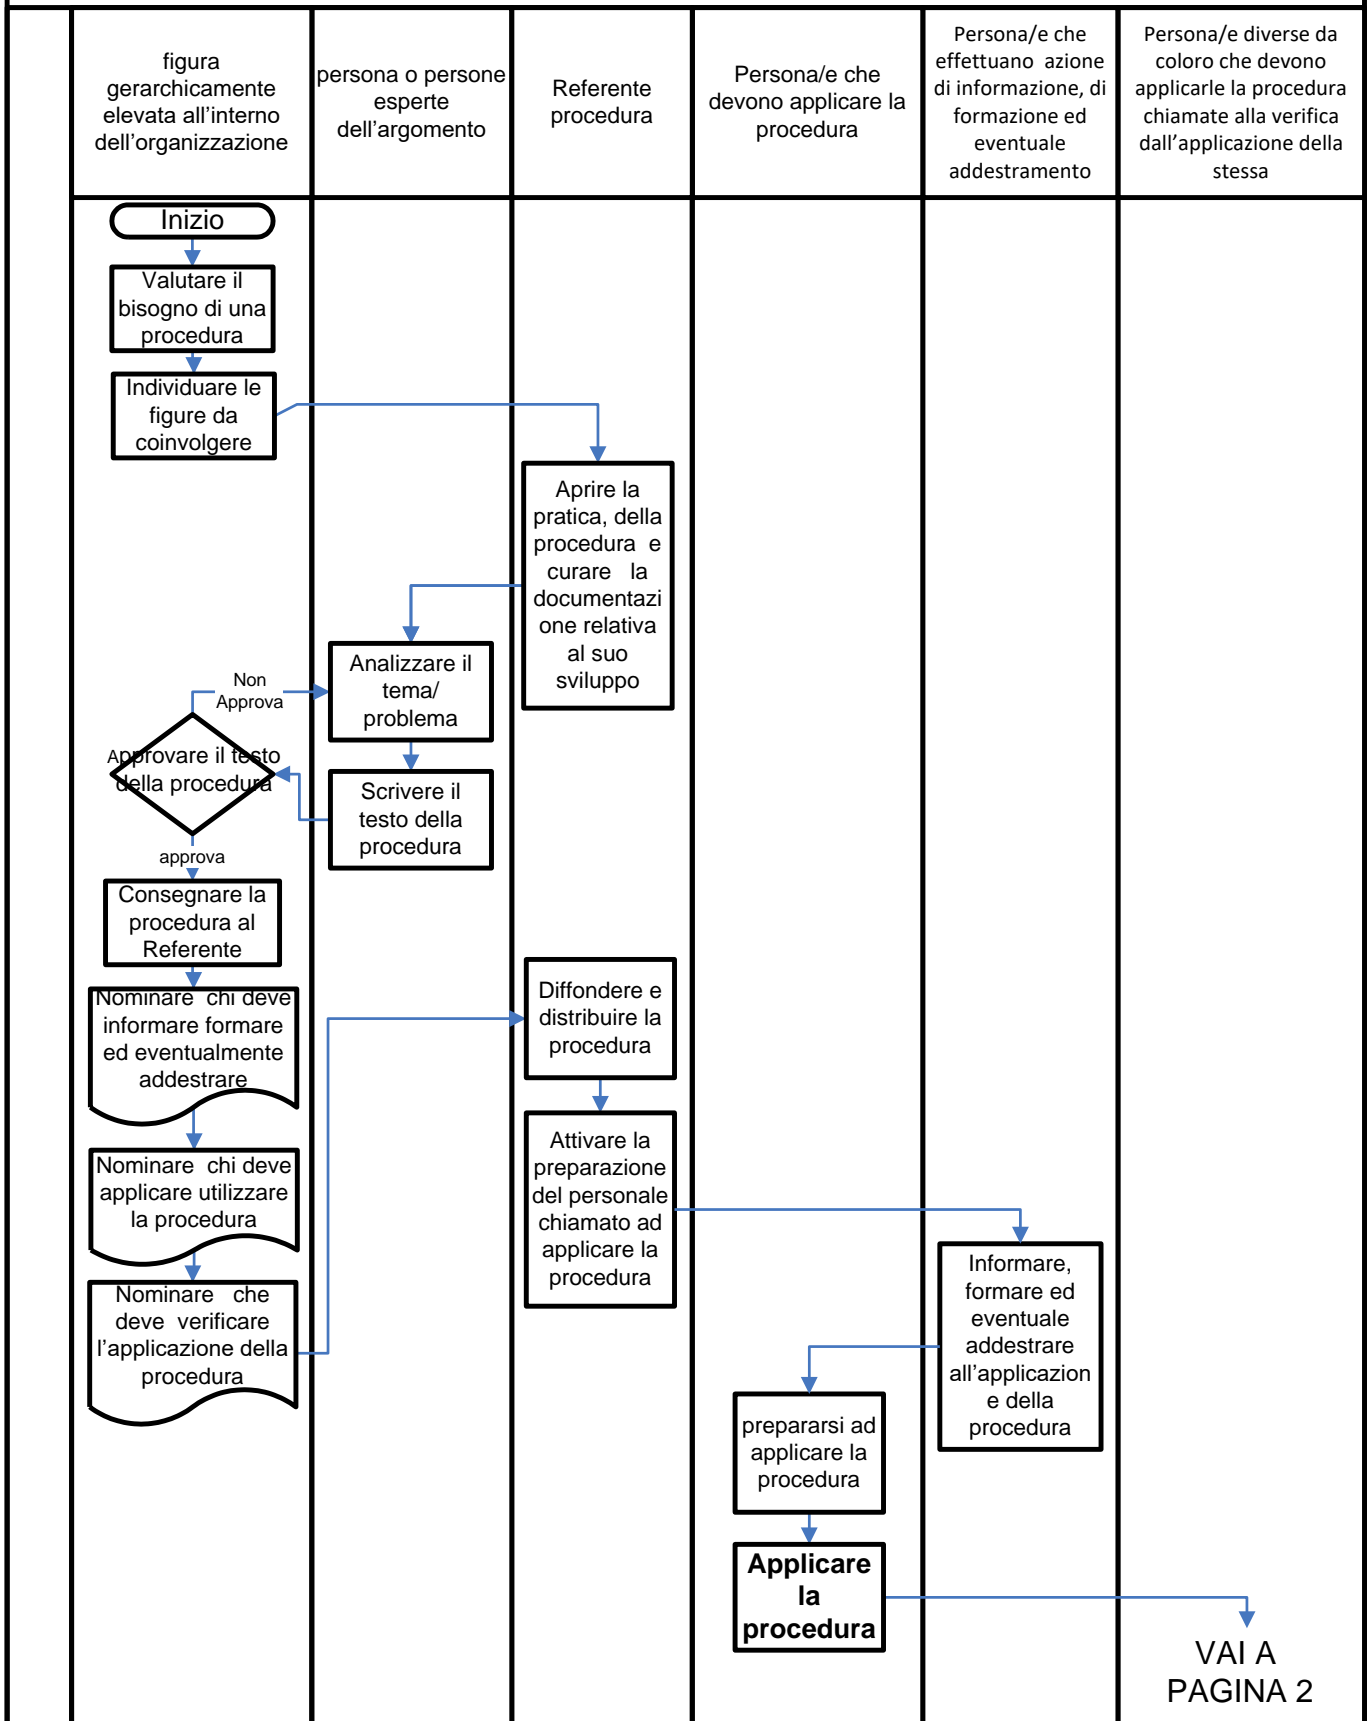 figura
gerarchicamente
elevata all’interno
dell’organizzazione
persona o persone
esperte
dell’argomento
Referente
procedura
Persona/e che
devono applicare la
procedura
Persona/e che
effettuano azione
di informazione, di
formazione ed
eventuale
addestramento
Persona/e diverse da
coloro che devono
applicarle la procedura
chiamate alla verifica
dall’applicazione della
stessa
Inizio
Valutare il
bisogno di una
procedura
Individuare le
figure da
coinvolgere
Aprire la
pratica, della
procedura e
curare la
documentazi
one relativa
al suo
sviluppo
Analizzare il
tema/
problema
Non
Approva
Approvare il testo
della procedura
Scrivere il
testo della
procedura
approva
Consegnare la
procedura al
Referente
Nominare chi deve
informare formare
ed eventualmente
addestrare
Diffondere e
distribuire la
procedura
Nominare chi deve
applicare utilizzare
la procedura
Attivare la
preparazione
del personale
chiamato ad
applicare la
procedura
Nominare che
deve verificare
l’applicazione della
procedura
Informare,
formare ed
eventuale
addestrare
all’applicazion
e della
procedura
prepararsi ad
applicare la
procedura
Applicare
la
procedura
VAI A
PAGINA 2